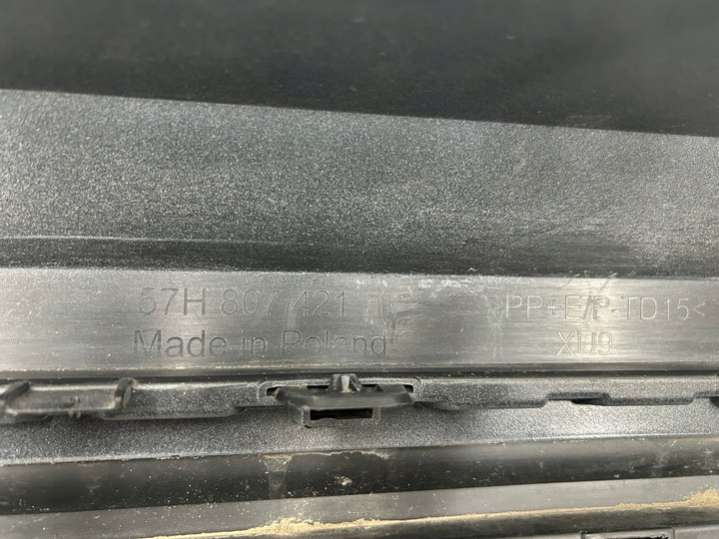 57H 807 421
PP+E/P-TD15<
Made in Poland
XU9